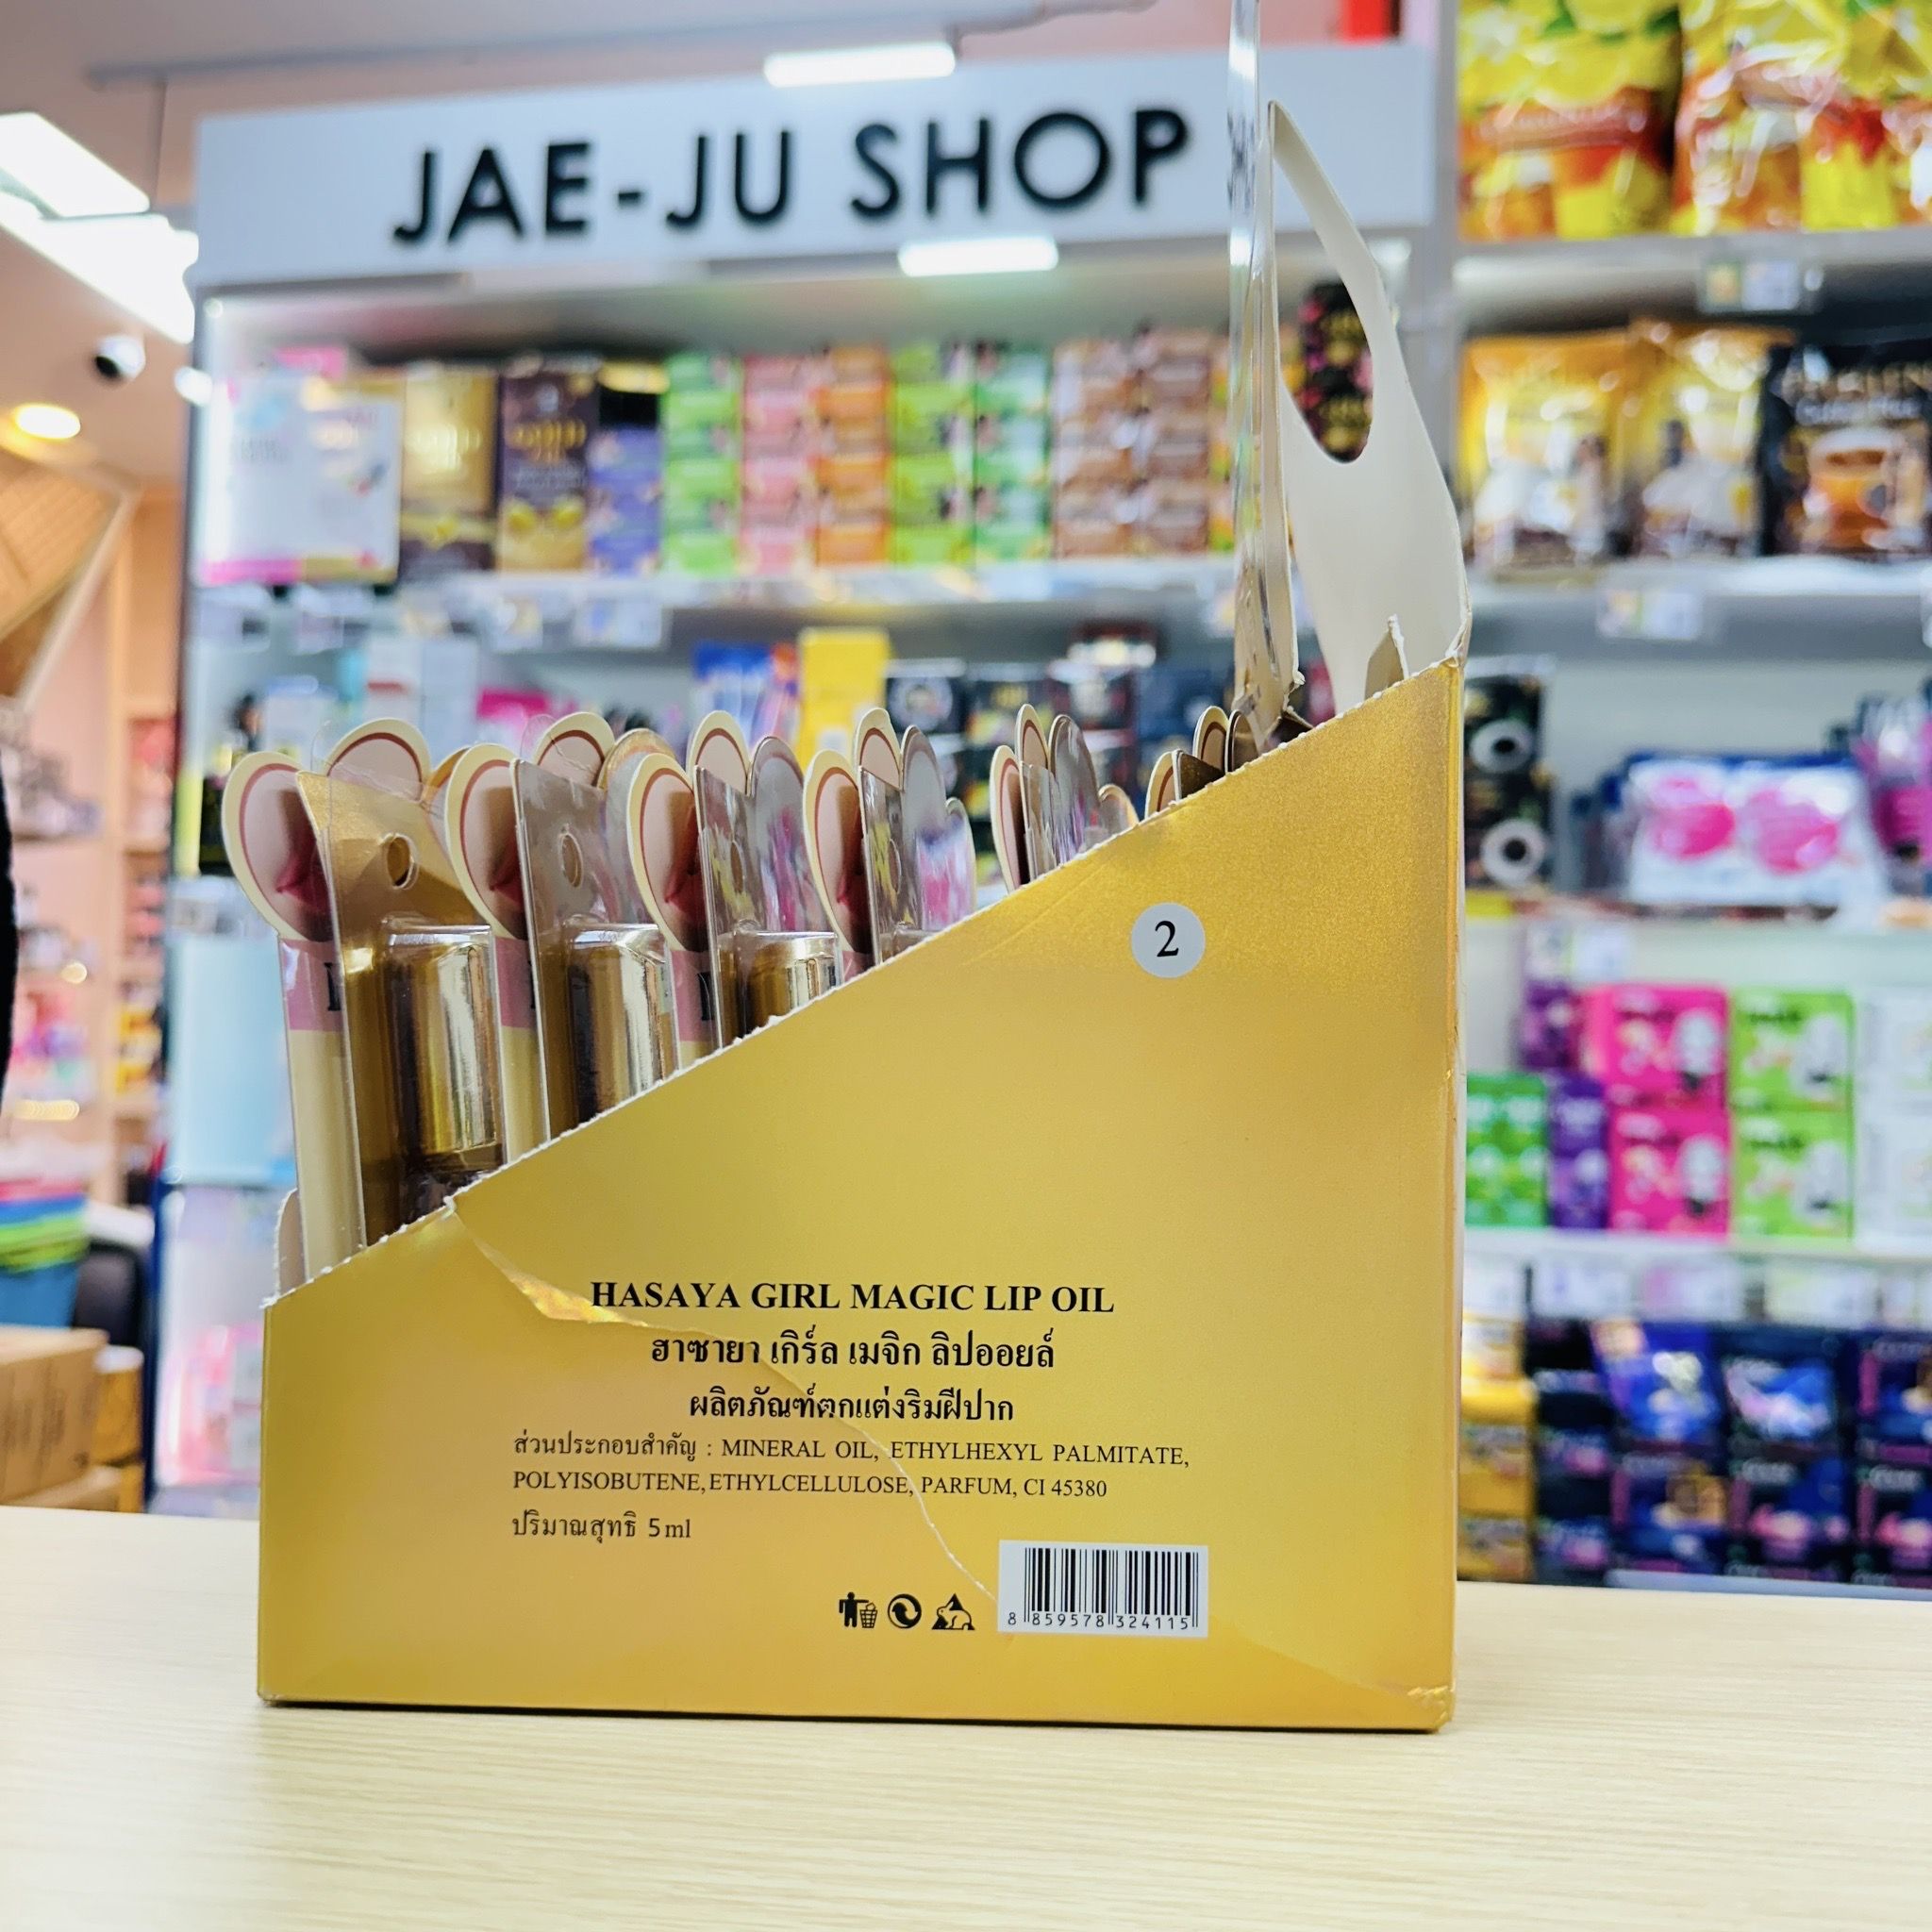 JAE-JU SHOP
2
HASAYA GIRL MAGIC LIP OIL
ฮาซายา เกิร์ล เมจิก ลิปออยล์
ผลิตภัณฑ์ตกแต่งริมฝีปาก
ส่วนประกอบสำคัญ : MINERAL OIL, ETHYLHEXYL PALMITATE,
POLYISOBUTENE, ETHYLCELLULOSE, PARFUM, CI 45380
ปริมาณสุทธิ 5 ml
8 859578 324115